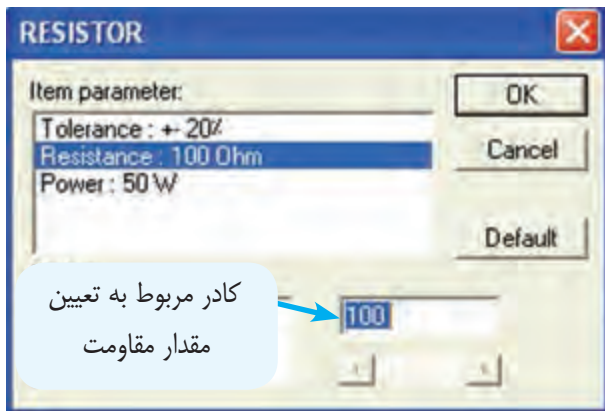 RESISTOR
Item parameter:
Tolerance : +- 20%
Resistance : 100 Ohm
Power : 50 W
OK
Cancel
Default
کادر مربوط به تعیین
مقدار مقاومت
100